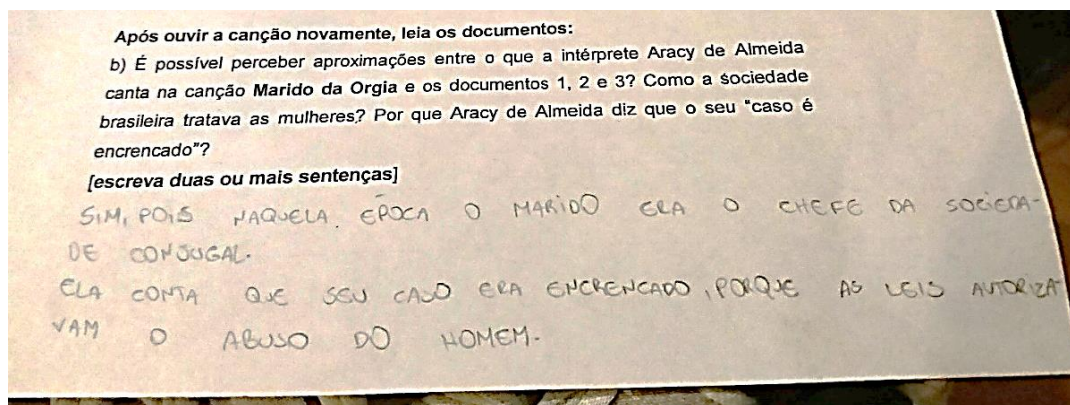 Após ouvir a canção novamente, leia os documentos:
b) É possível perceber aproximações entre o que a intérprete Aracy de Almeida
canta na canção Marido da Orgia e os documentos 1, 2 e 3? Como a sociedade
brasileira tratava as mulheres? Por que Aracy de Almeida diz que o seu "caso é
encrencado"?
[escreva duas ou mais sentenças]
SIM, POIS NAQUELA EPOCA O MARIDO ERA O CHEFE DA SOCIEDA-
DE CONJUGAL.
ELA CONTA QUE SEU CASO ERA ENCRENCADO, PORQUE AS LEIS AUTORIZA-
VAM O ABUSO DO HOMEM.